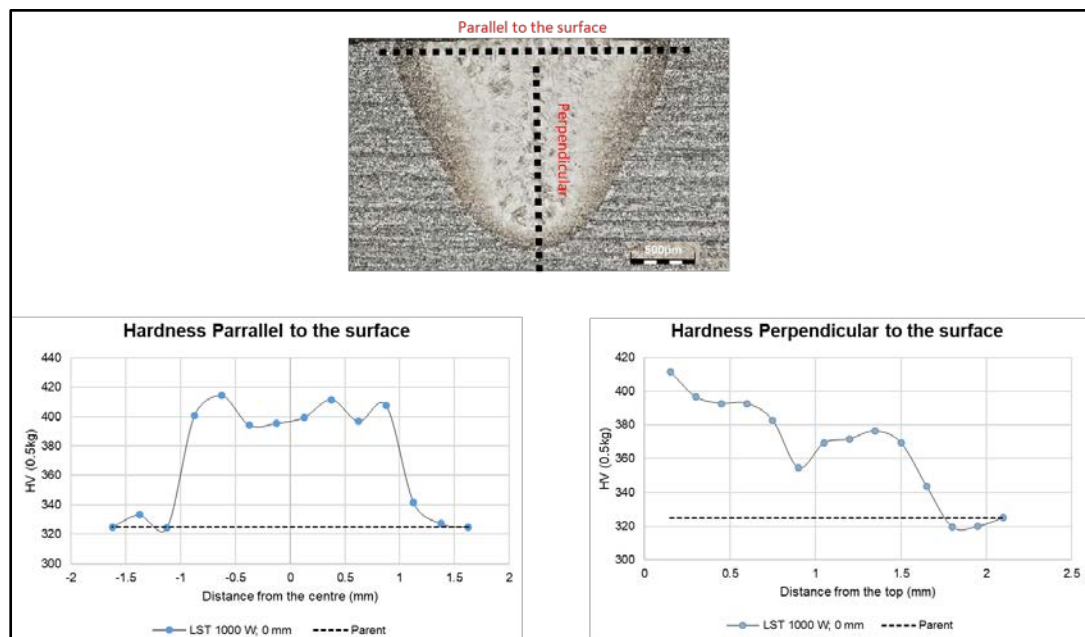 Parallel to the surface
Perpendicular
500µm
Hardness Parrallel to the surface
440
420
400
380
360
340
320
300
HV (0.5kg)
-2 -1.5 -1 -0.5 0 0.5 1 1.5 2
Distance from the centre (mm)
LST 1000 W; 0 mm Parent
Hardness Perpendicular to the surface
420
400
380
360
340
320
300
HV (0.5kg)
0 0.5 1 1.5 2 2.5
Distance from the top (mm)
LST 1000 W; 0 mm Parent